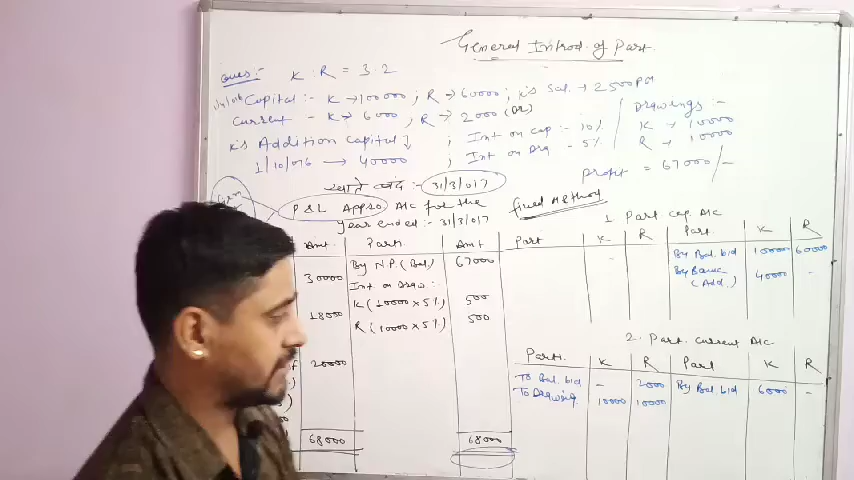 General Introd. of Part.
Ques:- K : R = 3:2
Capital:- K → 100000 ; R → 60000 ; K's Sal. → 2500 PM
Current:- K → 6000 , R → 2000 (Dr)
Drawings:-
K → 10000
R → 10000
K's Addition Capital ; Int on Cap:- 10%
1/10/016 → 40000 ; Int on Drg - 5%
Profit = 67000/-
खाते बंद :- 31/3/017
P&L Appro. A/c for the
year ended:- 31/3/017
Fixed Method
1. Part Cap. A/c
Amt Parti. Amt
30000 By N.P. (Bal.) 67000
Int on Draw:
K (10000 x 5%) 500
18000
R (10000 x 5%) 500
20000
68000 68000
Part K R Part. K R
By Bal. b/d 100000 60000
By Bank (Add.) 40000 -
2. Part. Current A/c
Parti. K R Part K R
To Bal. b/d - 2000 By Bal. b/d 6000 -
To Drawing 10000 10000